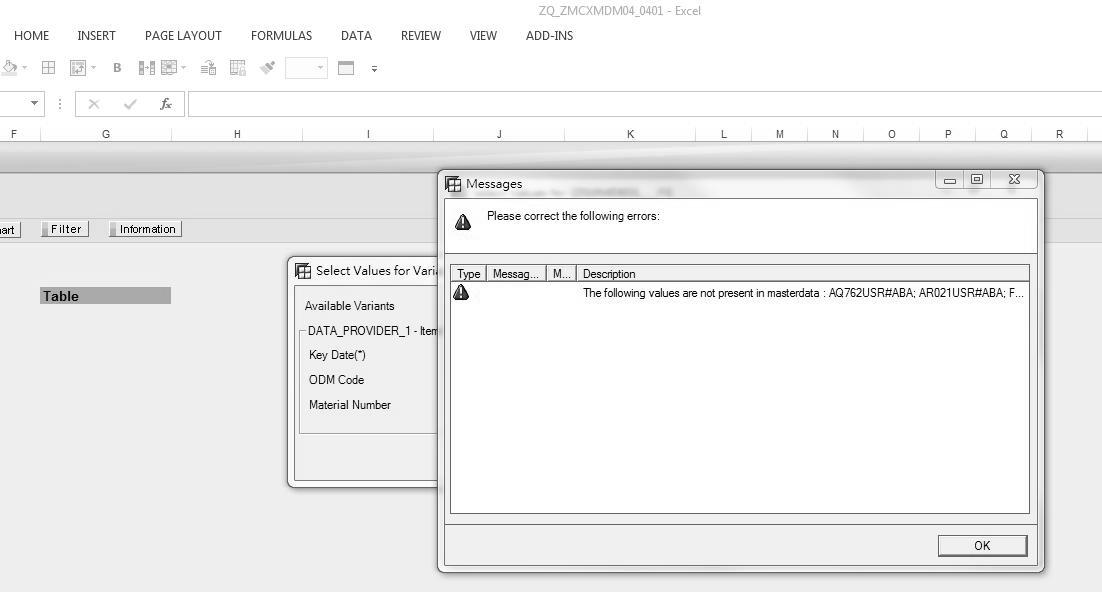 ZQ_ZMCXMDM04_0401 - Excel
HOME INSERT PAGE LAYOUT FORMULAS DATA REVIEW VIEW ADD-INS
B
fx
F G H I J K L M N O P Q R
Messages
Please correct the following errors:
art Filter Information
Type Messag... M... Description
The following values are not present in masterdata : AQ762USR#ABA; AR021USR#ABA; F...
Select Values for Varia
Table
Available Variants
DATA_PROVIDER_1 - Item
Key Date(*)
ODM Code
Material Number
OK